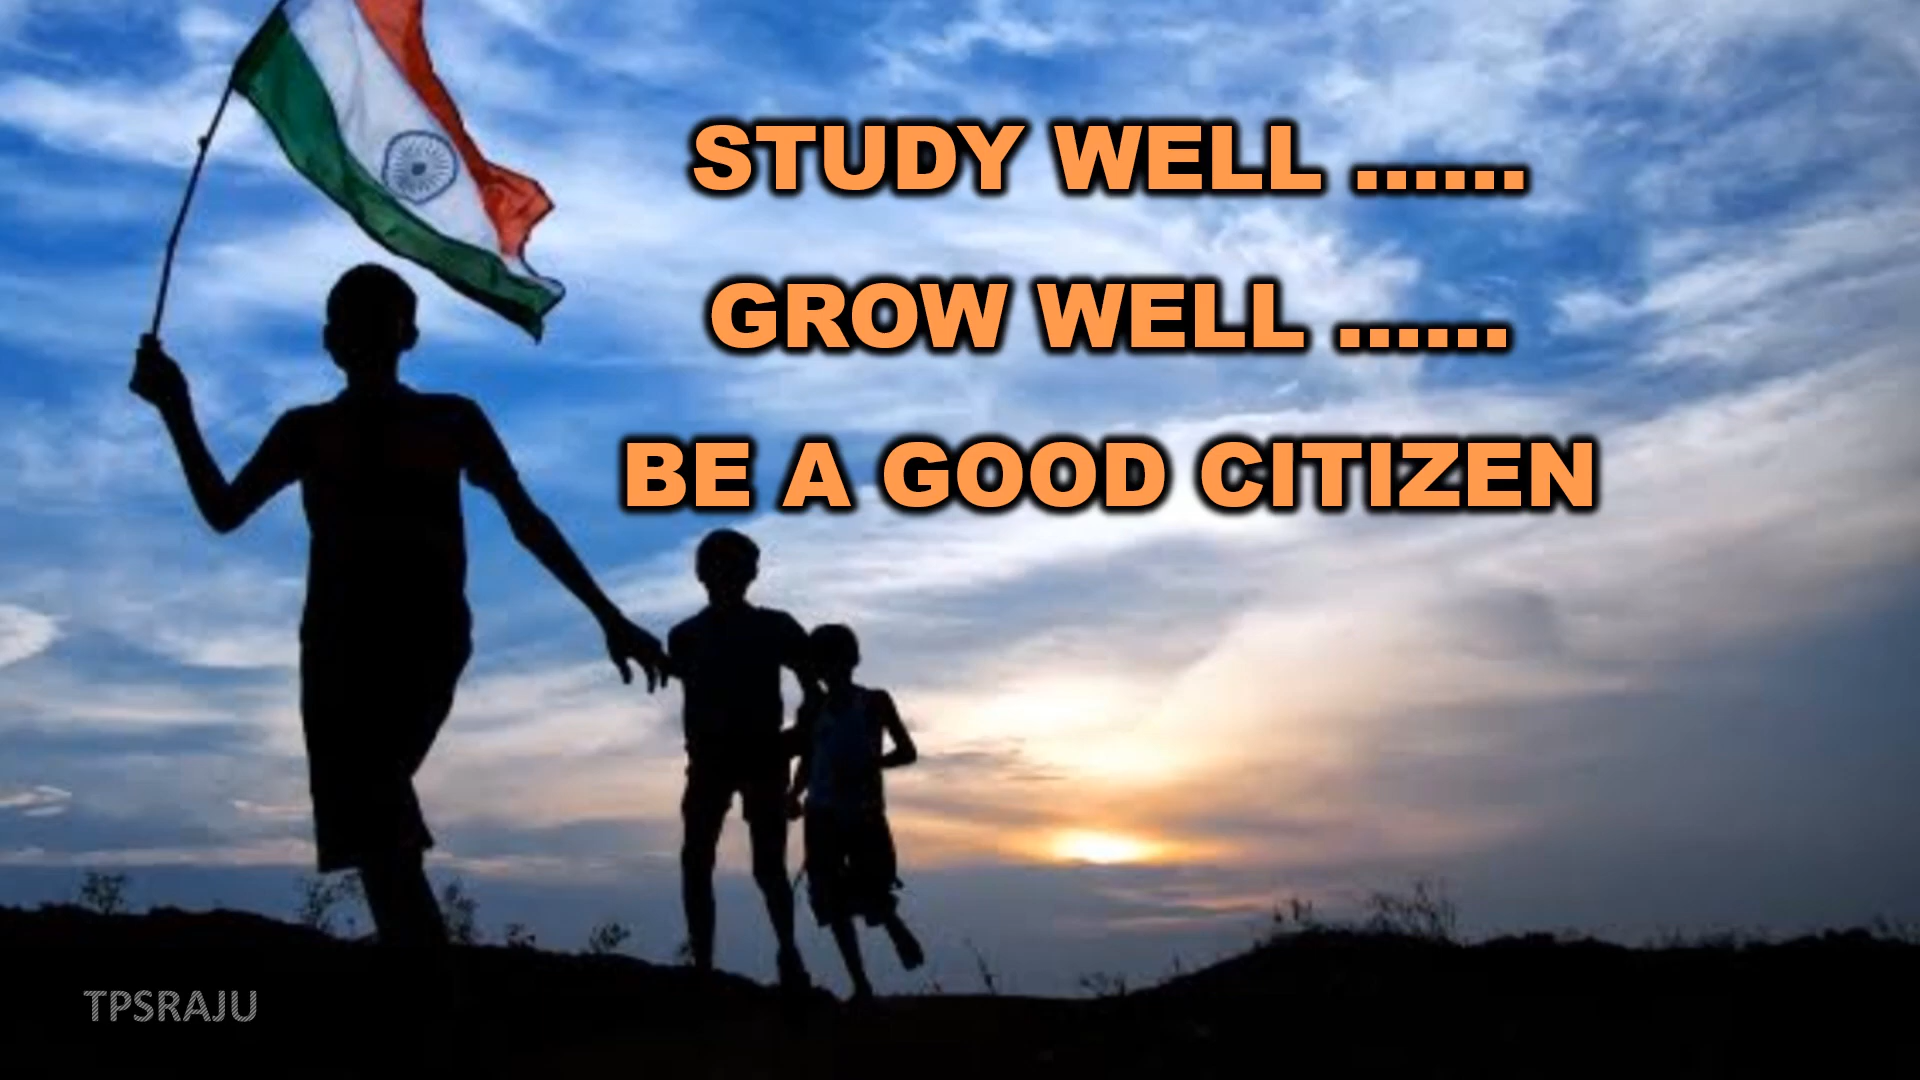 STUDY WELL ......
GROW WELL ......
BE A GOOD CITIZEN
TPSRAJU